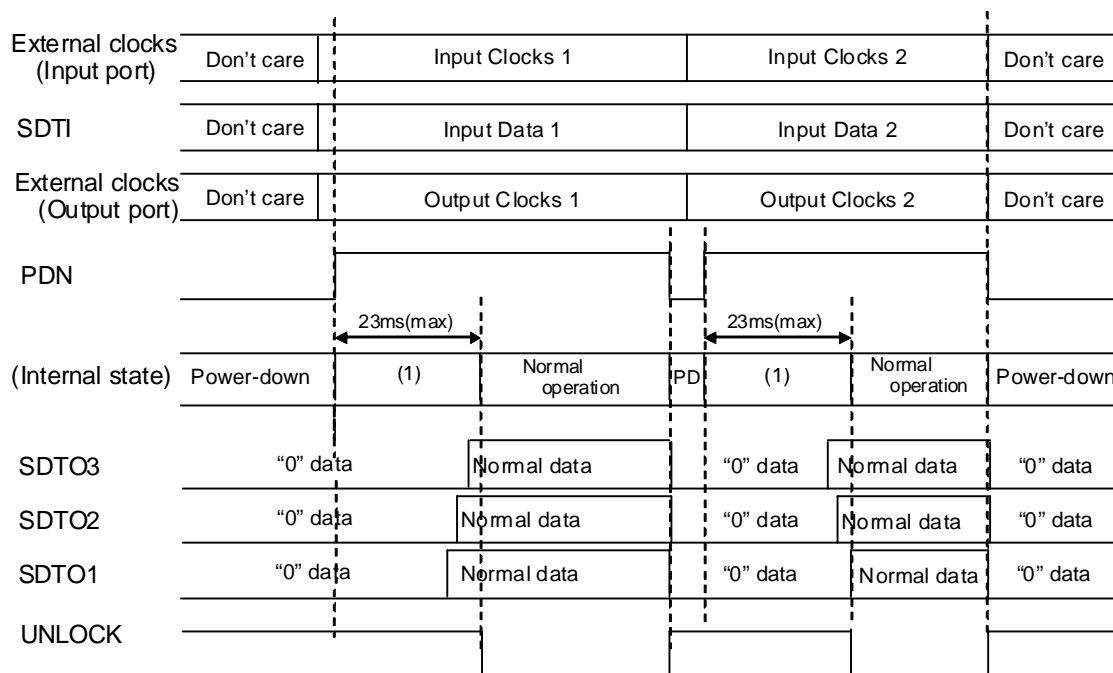 External clocks
(Input port)
Don't care
Input Clocks 1
Input Clocks 2
Don't care
SDTI
Don't care
Input Data 1
Input Data 2
Don't care
External clocks
(Output port)
Don't care
Output Clocks 1
Output Clocks 2
Don't care
PDN
23ms(max)
23ms(max)
(Internal state)
Power-down
(1)
Normal
operation
PD
(1)
Normal
operation
Power-down
SDTO3
“0” data
Normal data
“0” data
Normal data
“0” data
SDTO2
“0” data
Normal data
“0” data
Normal data
“0” data
SDTO1
“0” data
Normal data
“0” data
Normal data
“0” data
UNLOCK